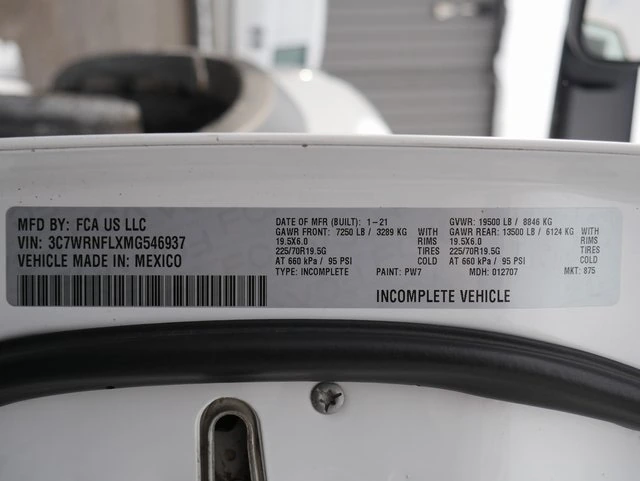 MFD BY: FCA US LLC
VIN: 3C7WRNFLXMG546937
VEHICLE MADE IN: MEXICO
DATE OF MFR (BUILT): 1-21
GAWR FRONT: 7250 LB / 3289 KG WITH
19.5X6.0 RIMS
225/70R19.5G TIRES
AT 660 kPa / 95 PSI COLD
TYPE: INCOMPLETE PAINT: PW7
GVWR: 19500 LB / 8846 KG
GAWR REAR: 13500 LB / 6124 KG WITH
19.5X6.0 RIMS
225/70R19.5G TIRES
AT 660 kPa / 95 PSI COLD
MDH: 012707 MKT: 875
INCOMPLETE VEHICLE